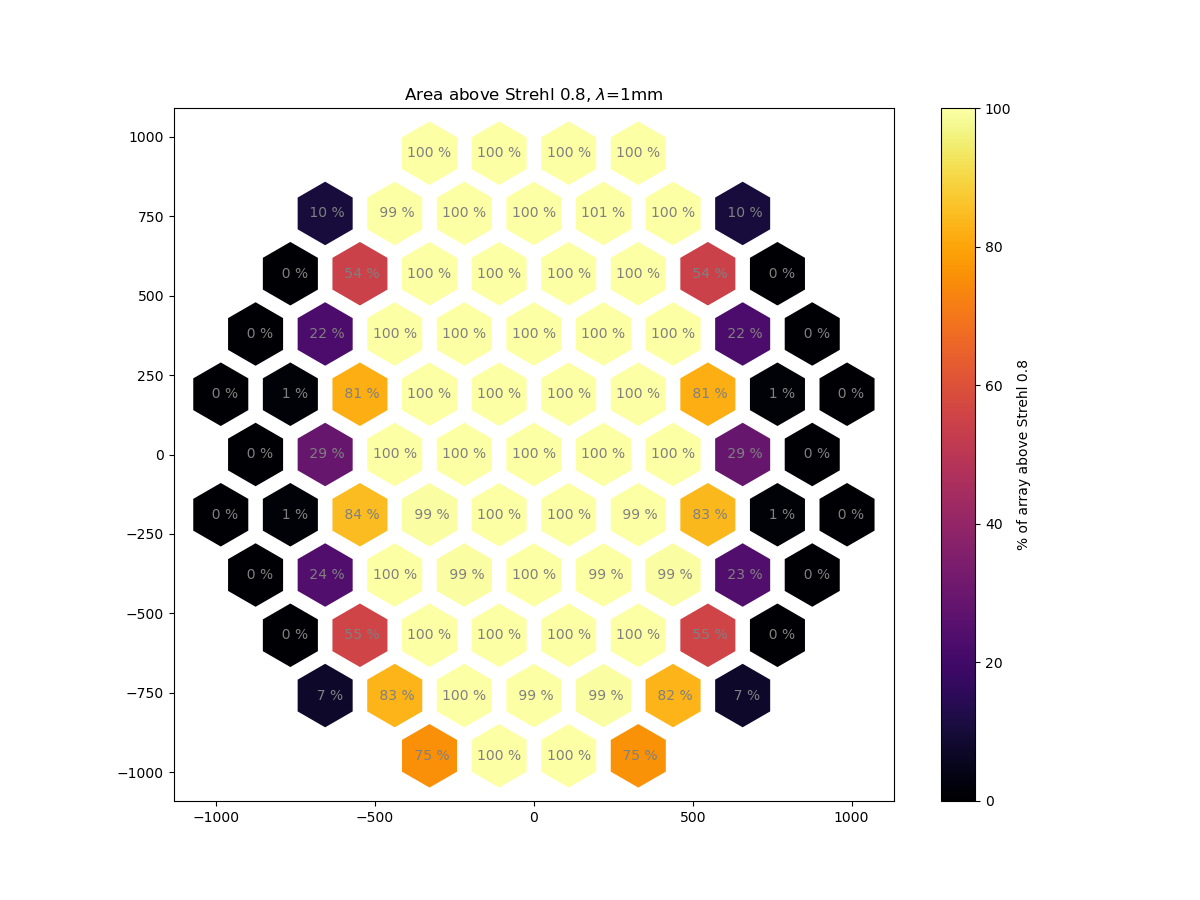 Area above Strehl 0.8, λ=1mm
1000
750
500
250
0
−250
−500
−750
−1000
100 % 100 % 100 % 100 %
10 % 99 % 100 % 100 % 101 % 100 % 10 %
0 % 54 % 100 % 100 % 100 % 100 % 54 % 0 %
0 % 22 % 100 % 100 % 100 % 100 % 100 % 22 % 0 %
0 % 1 % 81 % 100 % 100 % 100 % 100 % 81 % 1 % 0 %
0 % 29 % 100 % 100 % 100 % 100 % 100 % 29 % 0 %
0 % 1 % 84 % 99 % 100 % 100 % 99 % 83 % 1 % 0 %
0 % 24 % 100 % 99 % 100 % 99 % 99 % 23 % 0 %
0 % 55 % 100 % 100 % 100 % 100 % 55 % 0 %
7 % 83 % 100 % 99 % 99 % 82 % 7 %
75 % 100 % 100 % 75 %
−1000 −500 0 500 1000
100
80
60
40
20
0
% of array above Strehl 0.8